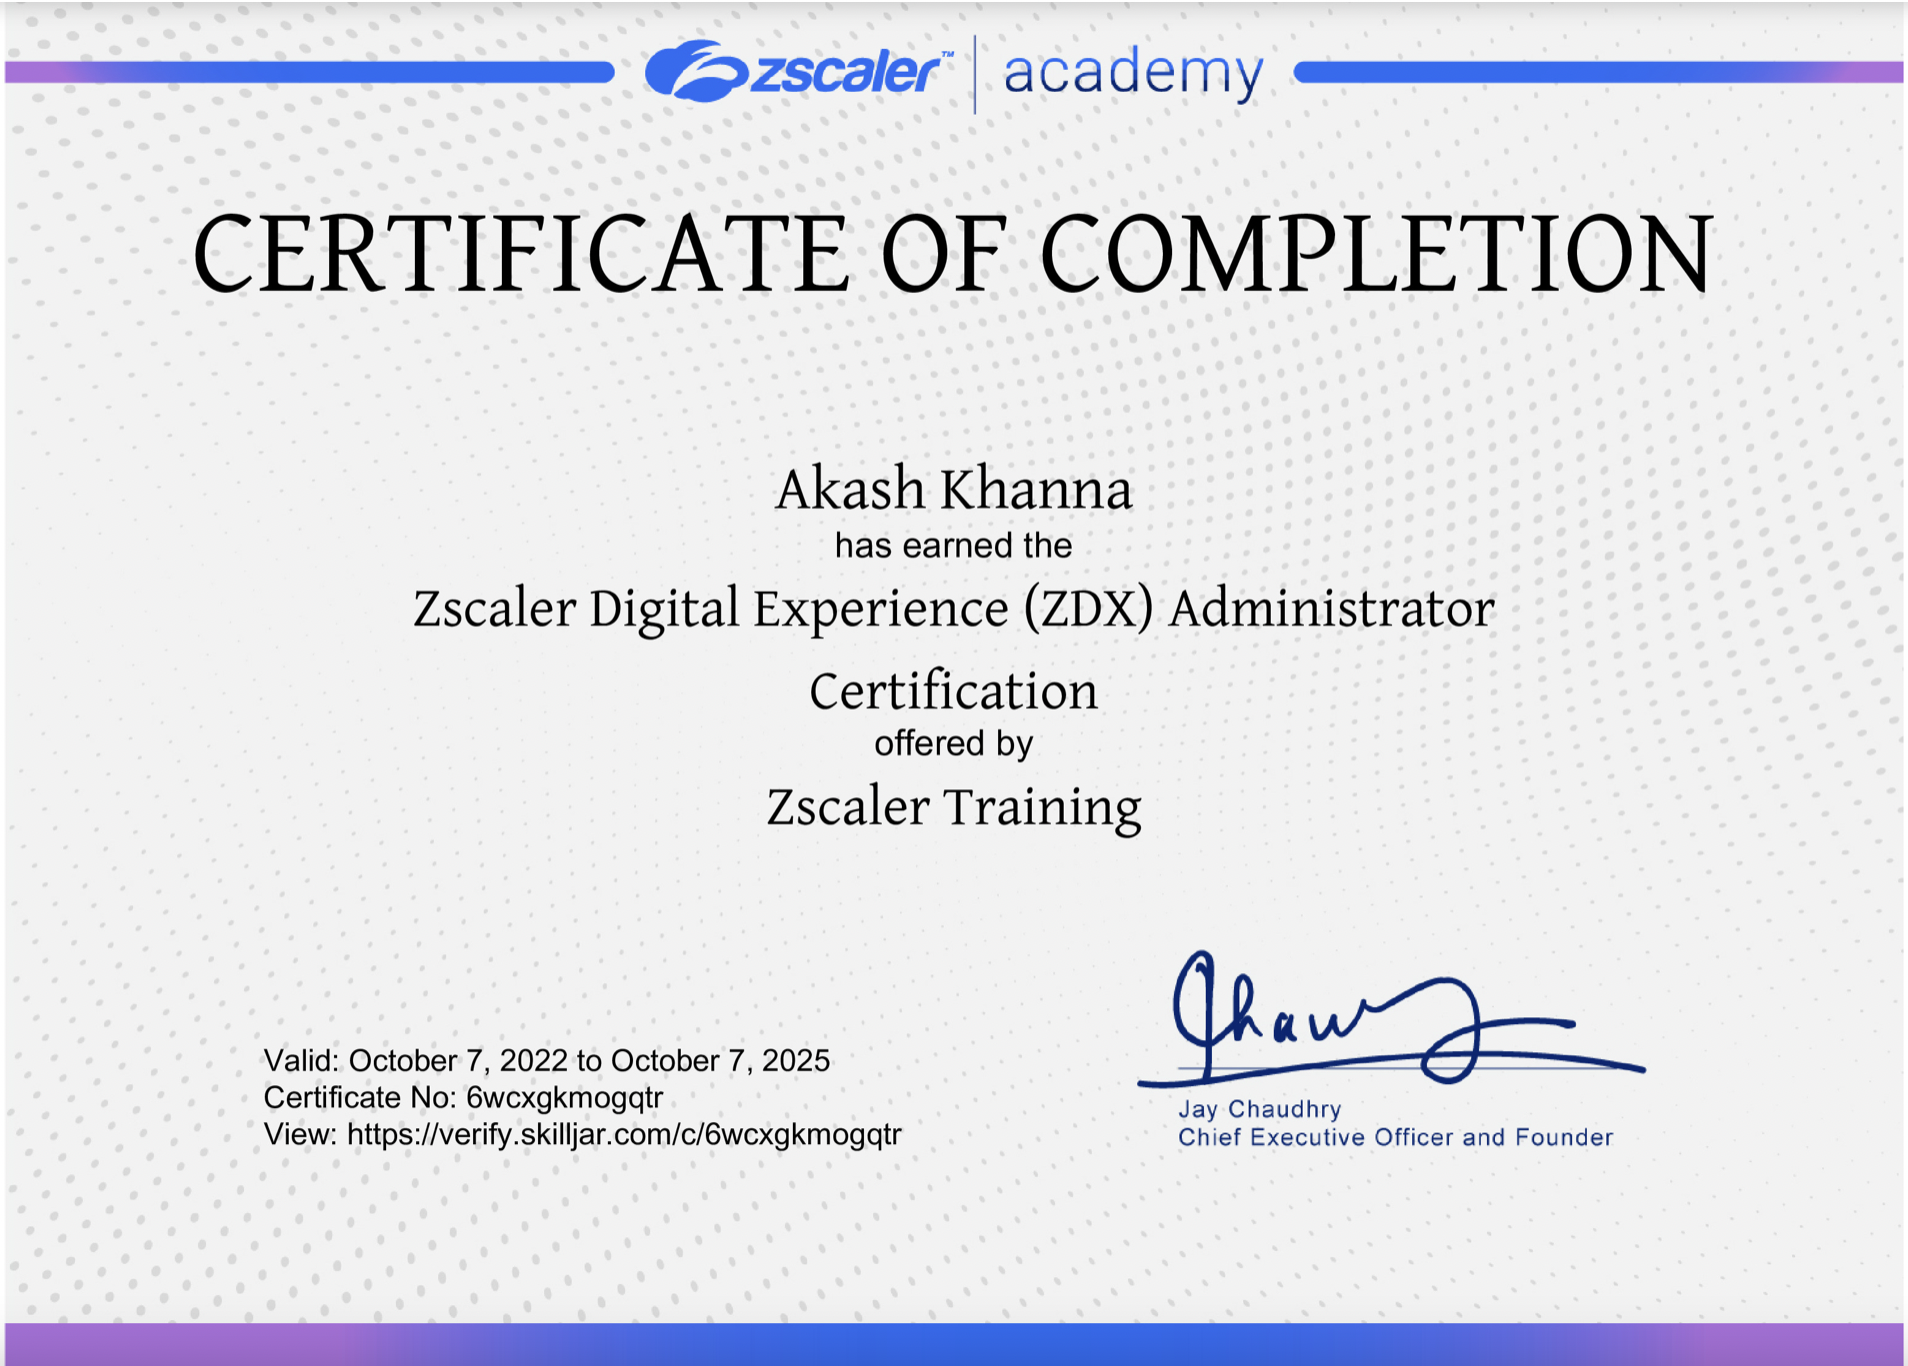 zscaler™ | academy
CERTIFICATE OF COMPLETION
Akash Khanna
has earned the
Zscaler Digital Experience (ZDX) Administrator
Certification
offered by
Zscaler Training
Valid: October 7, 2022 to October 7, 2025
Certificate No: 6wcxgkmogqtr
View: https://verify.skilljar.com/c/6wcxgkmogqtr
Jay Chaudhry
Chief Executive Officer and Founder